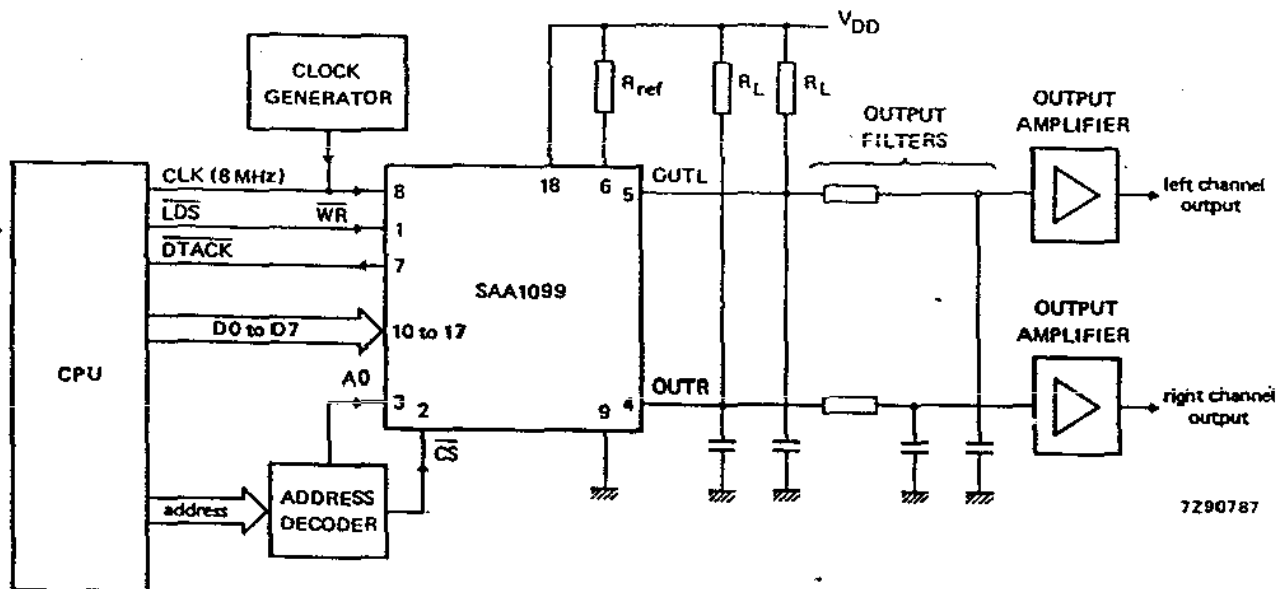 VDD
CLOCK
GENERATOR
Rref
RL
RL
OUTPUT
FILTERS
OUTPUT
AMPLIFIER
CLK (8 MHz)
8
18
6
5
OUTL
left channel
output
LDS
WR
1
DTACK
7
SAA1099
CPU
D0 to D7
10 to 17
OUTPUT
AMPLIFIER
A0
3
2
9
4
OUTR
right channel
output
CS
address
ADDRESS
DECODER
7Z90787